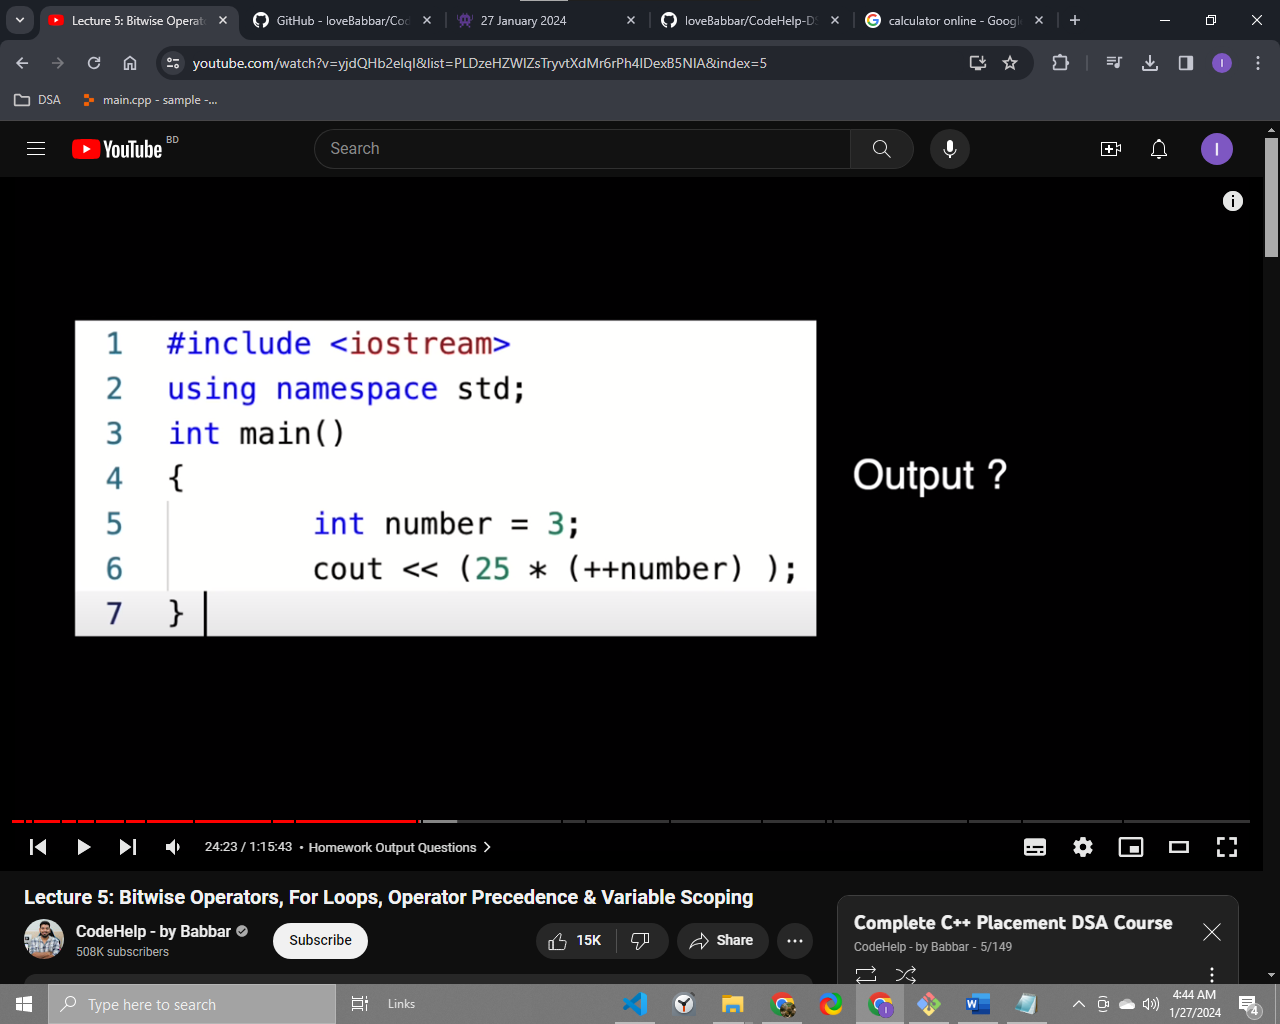 Lecture 5: Bitwise Operat
GitHub - loveBabbar/Cod
27 January 2024
loveBabbar/CodeHelp-DS
calculator online - Googl
youtube.com/watch?v=yjdQHb2elqI&list=PLDzeHZWIZsTryvtXdMr6rPh4IDexB5NIA&index=5
I
DSA
main.cpp - sample -...
YouTube BD
Search
I
1 #include <iostream>
2 using namespace std;
3 int main()
4 {
5 int number = 3;
6 cout << (25 * (++number) );
7 }
Output ?
24:23 / 1:15:43 • Homework Output Questions
Lecture 5: Bitwise Operators, For Loops, Operator Precedence & Variable Scoping
CodeHelp - by Babbar
508K subscribers
Subscribe
15K
Share
Complete C++ Placement DSA Course
CodeHelp - by Babbar - 5/149
Type here to search
Links
4:44 AM
1/27/2024
4